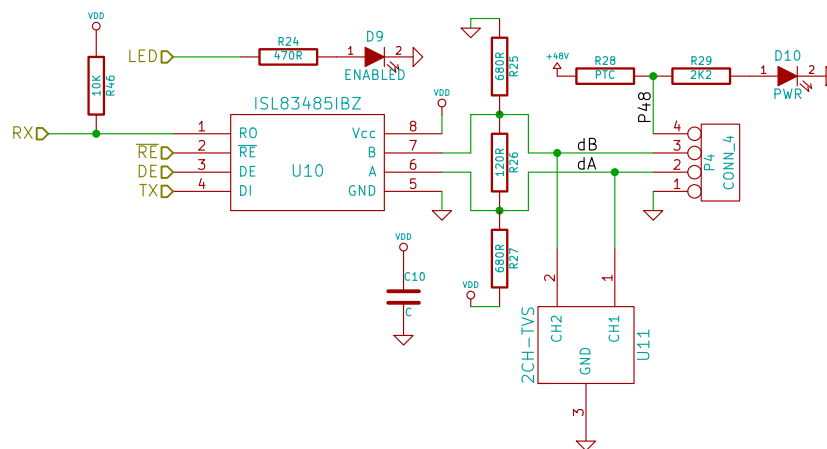 VDD
10K
R46
LED
R24
470R
1
D9
2
ENABLED
680R
R25
VDD
+48V
R28
PTC
P48
R29
2K2
1
D10
2
PWR
ISL83485IBZ
RX
RE
DE
TX
1
2
3
4
RO
RE
DE
DI
U10
Vcc
B
A
GND
8
7
6
5
120R
R26
dB
dA
4
3
2
1
P4
CONN_4
680R
R27
VDD
VDD
C10
C
2
1
2CH-TVS
CH2
CH1
GND
U11
3